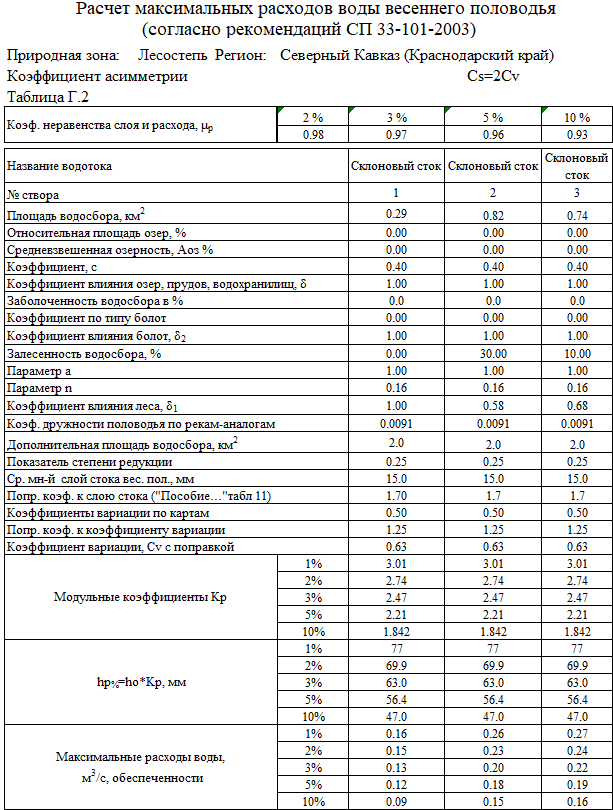 Расчет максимальных расходов воды весеннего половодья
(согласно рекомендаций СП 33-101-2003)
Природная зона: Лесостепь Регион: Северный Кавказ (Краснодарский край)
Коэффициент асимметрии Cs=2Cv
Таблица Г.2
Коэф. неравенства слоя и расхода, μp 2 % 3 % 5 % 10 %
0.98 0.97 0.96 0.93
Название водотока Склоновый сток Склоновый сток Склоновый сток
№ створа 1 2 3
Площадь водосбора, км2 0.29 0.82 0.74
Относительная площадь озер, % 0.00 0.00 0.00
Средневзвешенная озерность, Аоз % 0.00 0.00 0.00
Коэффициент, с 0.40 0.40 0.40
Коэффициент влияния озер, прудов, водохранилищ, δ 1.00 1.00 1.00
Заболоченность водосбора в % 0.0 0.0 0.0
Коэффициент по типу болот 0.00 0.00 0.00
Коэффициент влияния болот, δ2 1.00 1.00 1.00
Залесенность водосбора, % 0.00 30.00 10.00
Параметр а 1.00 1.00 1.00
Параметр n 0.16 0.16 0.16
Коэффициент влияния леса, δ1 1.00 0.58 0.68
Коэф. дружности половодья по рекам-аналогам 0.0091 0.0091 0.0091
Дополнительная площадь водосбора, км2 2.0 2.0 2.0
Показатель степени редукции 0.25 0.25 0.25
Ср. мн-й слой стока вес. пол., мм 15.0 15.0 15.0
Попр. коэф. к слою стока ("Пособие…"табл 11) 1.70 1.7 1.7
Коэффициенты вариации по картам 0.50 0.50 0.50
Попр. коэф. к коэффициенту вариации 1.25 1.25 1.25
Коэффициент вариации, Cv с поправкой 0.63 0.63 0.63
Модульные коэффициенты Kp
1% 3.01 3.01 3.01
2% 2.74 2.74 2.74
3% 2.47 2.47 2.47
5% 2.21 2.21 2.21
10% 1.842 1.842 1.842
hp%=ho*Kp, мм
1% 77 77 77
2% 69.9 69.9 69.9
3% 63.0 63.0 63.0
5% 56.4 56.4 56.4
10% 47.0 47.0 47.0
Максимальные расходы воды,
м3/с, обеспеченности
1% 0.16 0.26 0.27
2% 0.15 0.23 0.24
3% 0.13 0.20 0.22
5% 0.12 0.18 0.19
10% 0.09 0.15 0.16